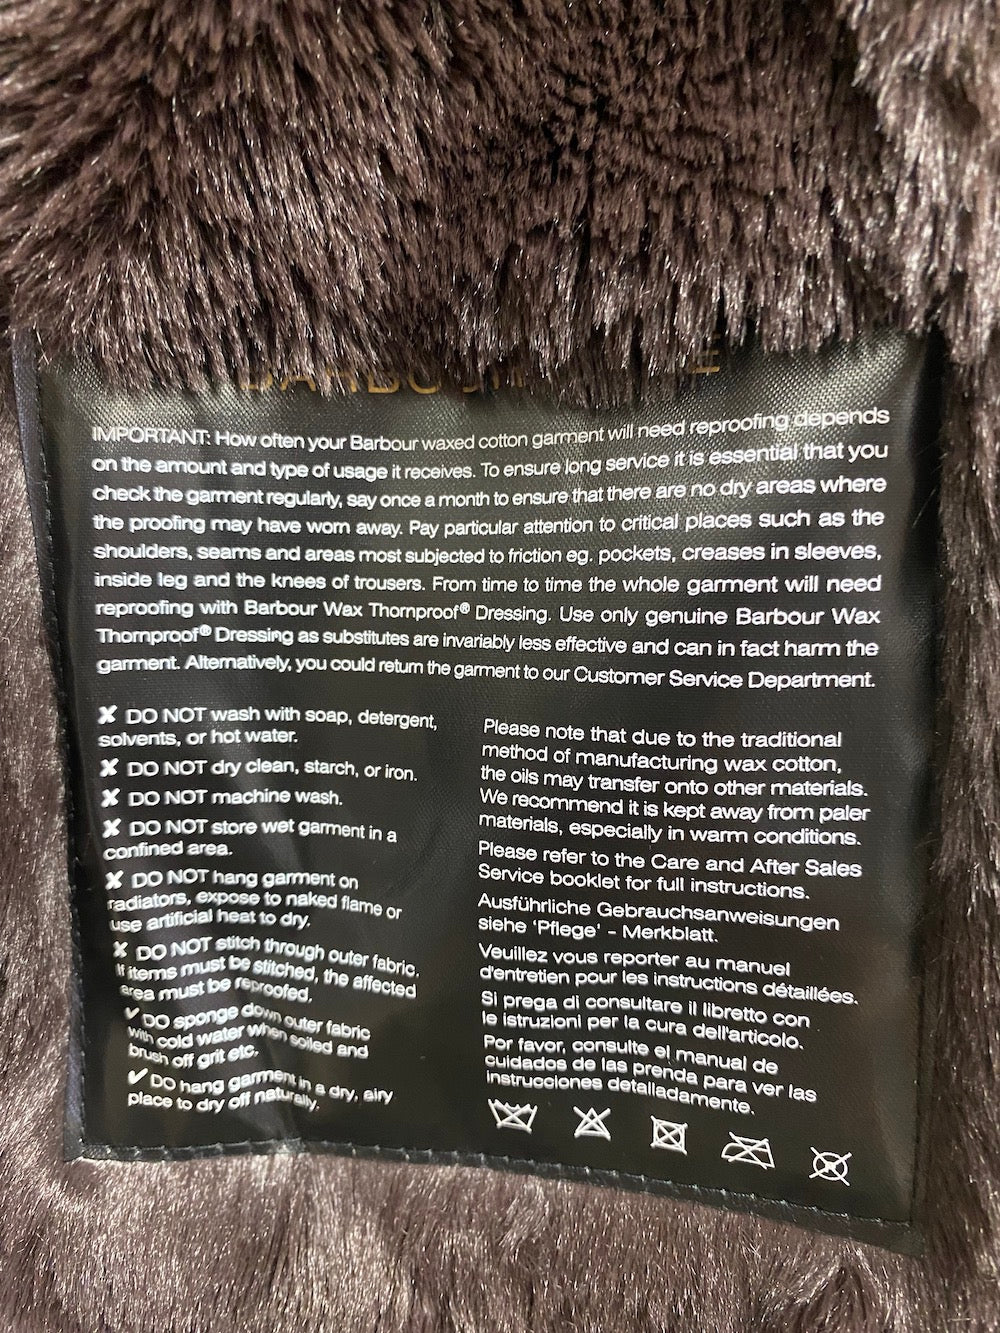 IMPORTANT: How often your Barbour waxed cotton garment will need reproofing depends
on the amount and type of usage it receives. To ensure long service it is essential that you
check the garment regularly, say once a month to ensure that there are no dry areas where
the proofing may have worn away. Pay particular attention to critical places such as the
shoulders, seams and areas most subjected to friction eg. pockets, creases in sleeves,
inside leg and the knees of trousers. From time to time the whole garment will need
reproofing with Barbour Wax Thornproof® Dressing. Use only genuine Barbour Wax
Thornproof® Dressing as substitutes are invariably less effective and can in fact harm the
garment. Alternatively, you could return the garment to our Customer Service Department.
✘ DO NOT wash with soap, detergent,
solvents, or hot water.
✘ DO NOT dry clean, starch, or iron.
✘ DO NOT machine wash.
✘ DO NOT store wet garment in a
confined area.
✘ DO NOT hang garment on
radiators, expose to naked flame or
use artificial heat to dry.
✘ DO NOT stitch through outer fabric.
If items must be stitched, the affected
area must be reproofed.
✔ DO sponge down outer fabric
with cold water when soiled and
brush off grit etc.
✔ DO hang garment in a dry, airy
place to dry off naturally.
Please note that due to the traditional
method of manufacturing wax cotton,
the oils may transfer onto other materials.
We recommend it is kept away from paler
materials, especially in warm conditions.
Please refer to the Care and After Sales
Service booklet for full instructions.
Ausführliche Gebrauchsanweisungen
siehe 'Pflege' - Merkblatt.
Veuillez vous reporter au manuel
d'entretien pour les instructions détaillées.
Si prega di consultare il libretto con
le istruzioni per la cura dell'articolo.
Por favor, consulte el manual de
cuidados de las prenda para ver las
instrucciones detalladamente.